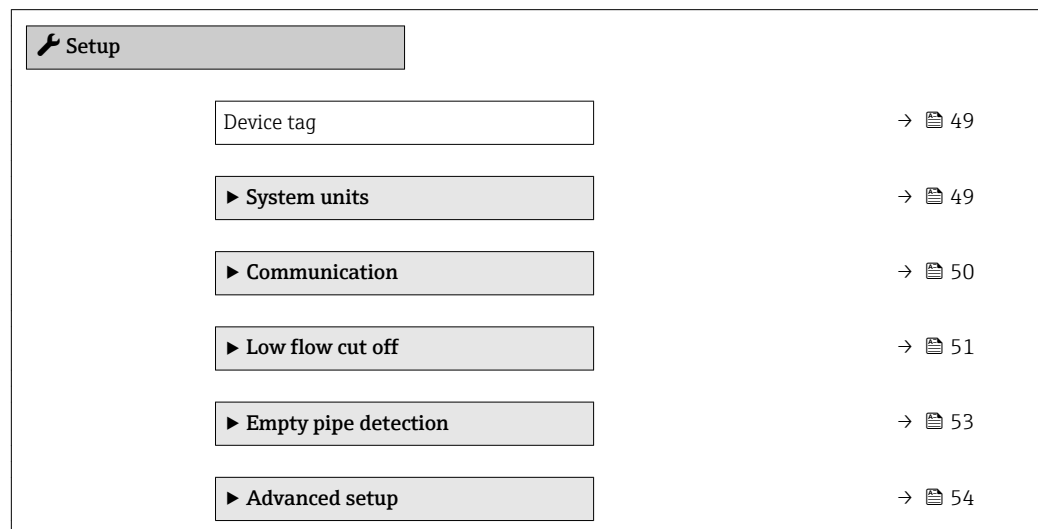 Setup
Device tag → 49
► System units → 49
► Communication → 50
► Low flow cut off → 51
► Empty pipe detection → 53
► Advanced setup → 54